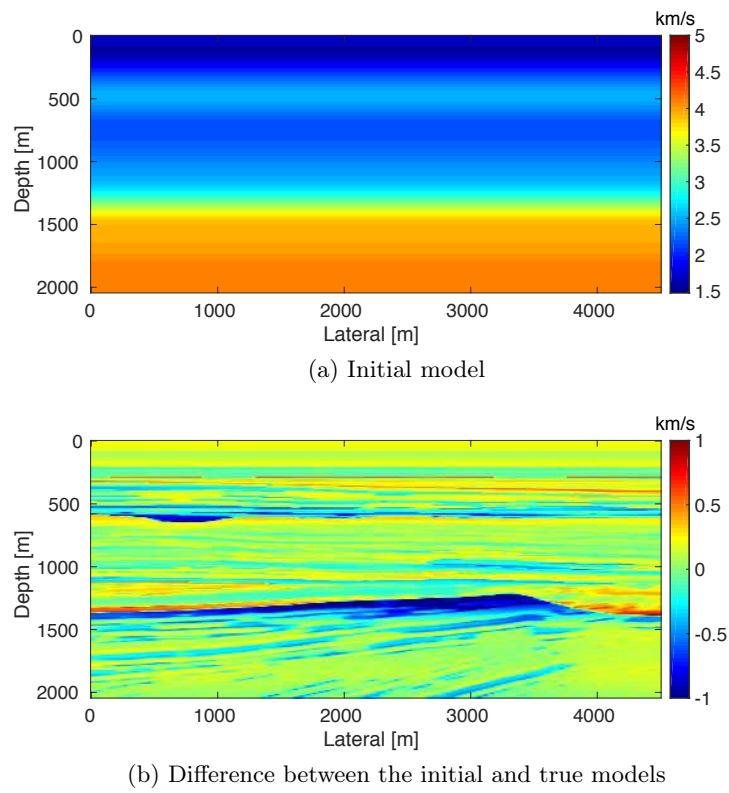 km/s
0
500
1000
1500
2000
Depth [m]
0 1000 2000 3000 4000
Lateral [m]
5
4.5
4
3.5
3
2.5
2
1.5
(a) Initial model
km/s
0
500
1000
1500
2000
Depth [m]
0 1000 2000 3000 4000
Lateral [m]
1
0.5
0
-0.5
-1
(b) Difference between the initial and true models